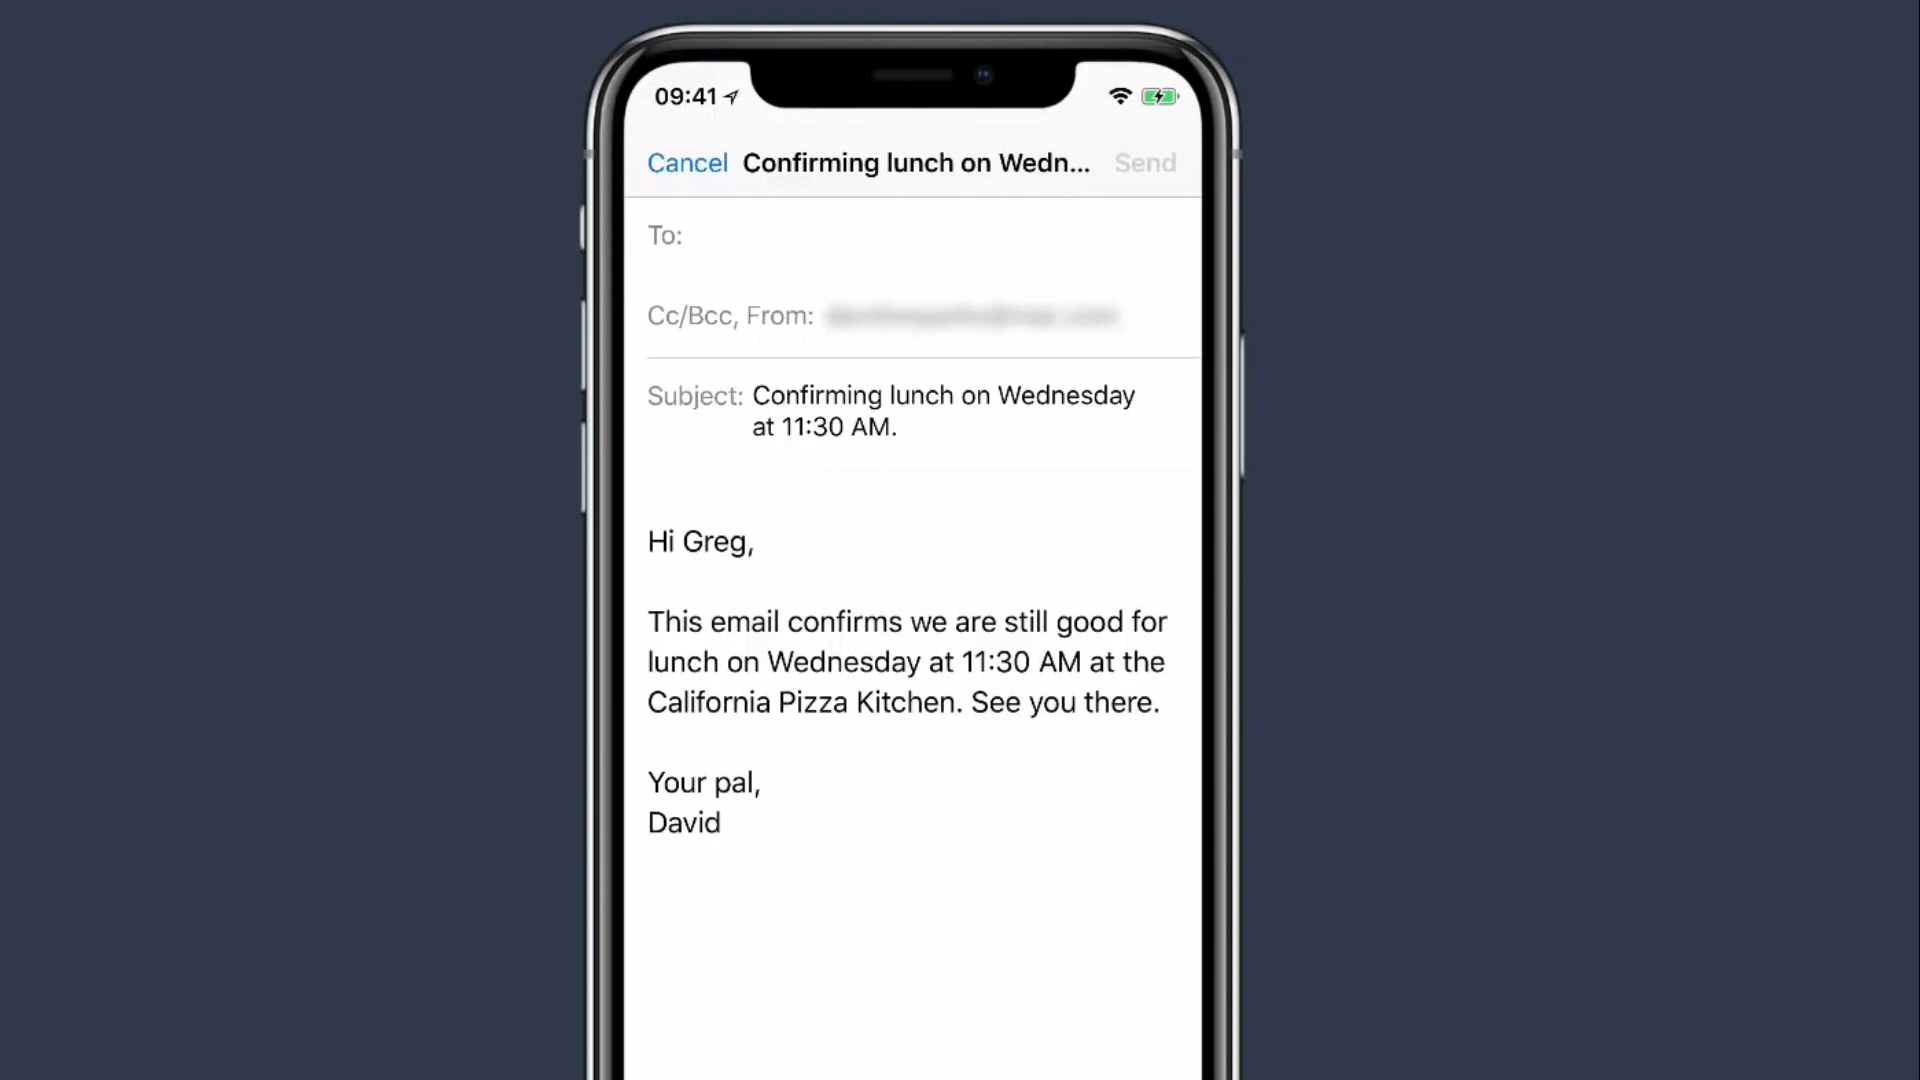 09:41
Cancel Confirming lunch on Wedn... Send
To:
Cc/Bcc, From:
Subject: Confirming lunch on Wednesday
at 11:30 AM.
Hi Greg,
This email confirms we are still good for
lunch on Wednesday at 11:30 AM at the
California Pizza Kitchen. See you there.
Your pal,
David